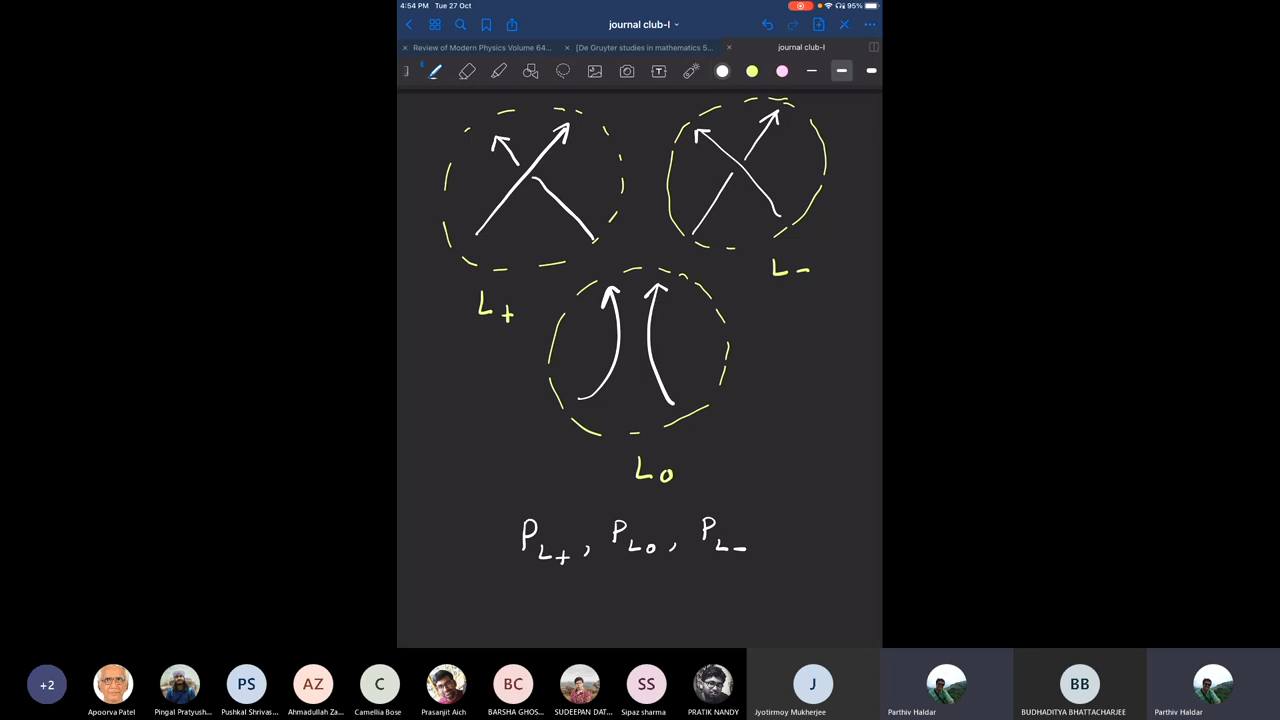 4:54 PM Tue 27 Oct
95%
journal club-I
Review of Modern Physics Volume 64...
[De Gruyter studies in mathematics 5...
journal club-I
L+
L-
L0
PL+, PL0, PL-
+2
PS
AZ
C
BC
SS
J
BB
Apoorva Patel
Pingal Pratyush...
Pushkal Shrivas...
Ahmadullah Za...
Camellia Bose
Prasanjit Aich
BARSHA GHOS...
SUDEEPAN DAT...
Sipaz sharma
PRATIK NANDY
Jyotirmoy Mukherjee
Parthiv Haldar
BUDHADITYA BHATTACHARJEE
Parthiv Haldar